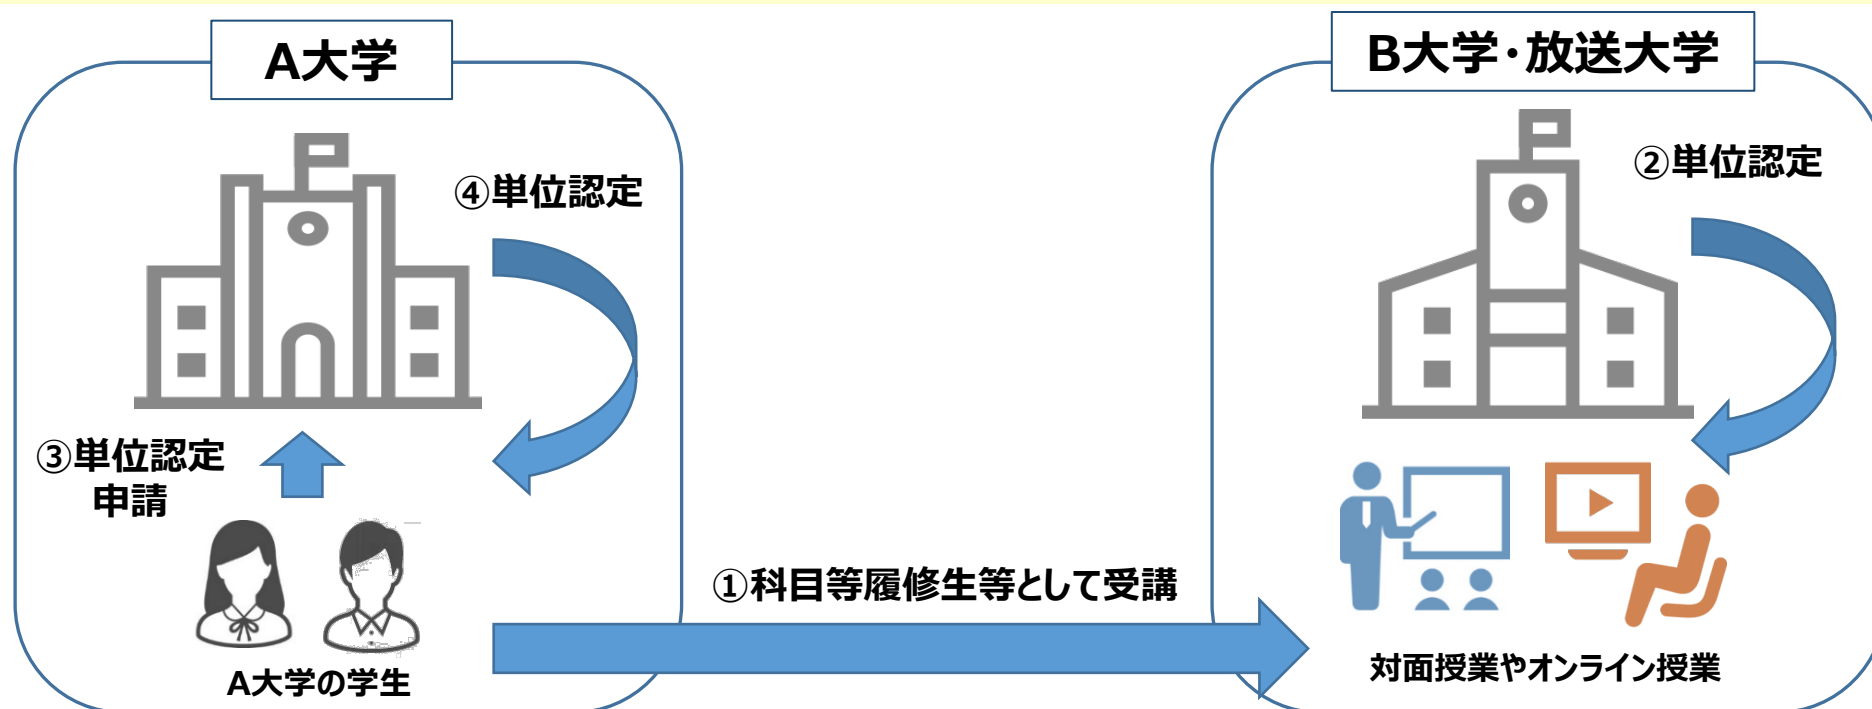 A大学
B大学・放送大学
④単位認定
②単位認定
③単位認定
申請
①科目等履修生等として受講
A大学の学生
対面授業やオンライン授業